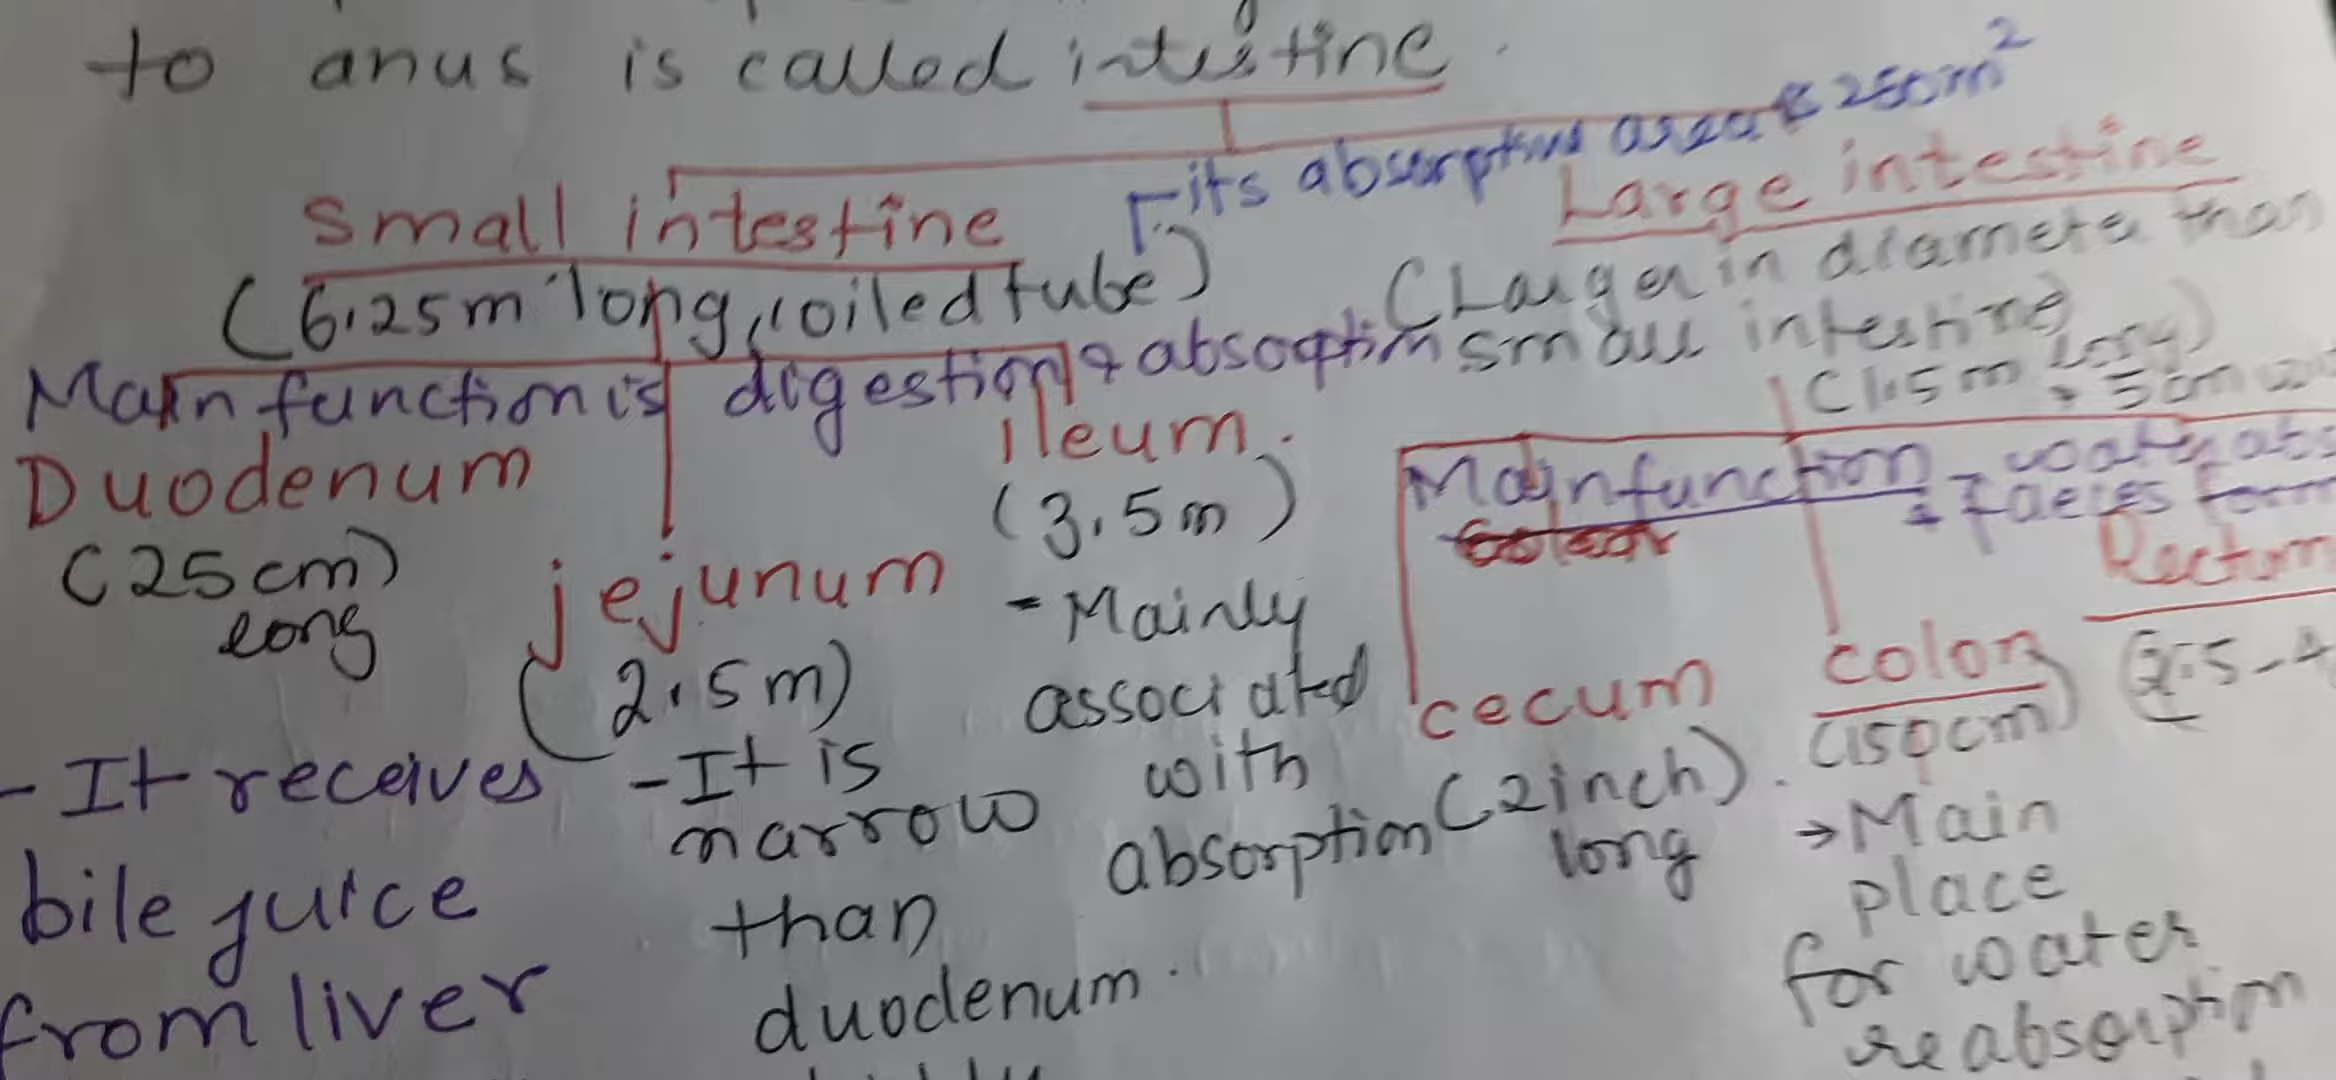 to anus is called intestine.
its absorptive area is 250m²
Small intestine
(6.25m long, coiled tube)
Main function is digestion & absorption
Duodenum
(25cm)
long
- It receives
bile juice
from liver
jejunum
(2.5m)
- It is
narrow
than
duodenum.
ileum.
(3.5m)
- Mainly
associated
with
absorption
Large intestine
(Larger in diameter than
small intestine)
(1.5m long)
5cm
Main function - water abs
faeces form
cecum
(2inch).
long
colon
(150cm)
→ Main
place
for water
reabsorption
Rectum